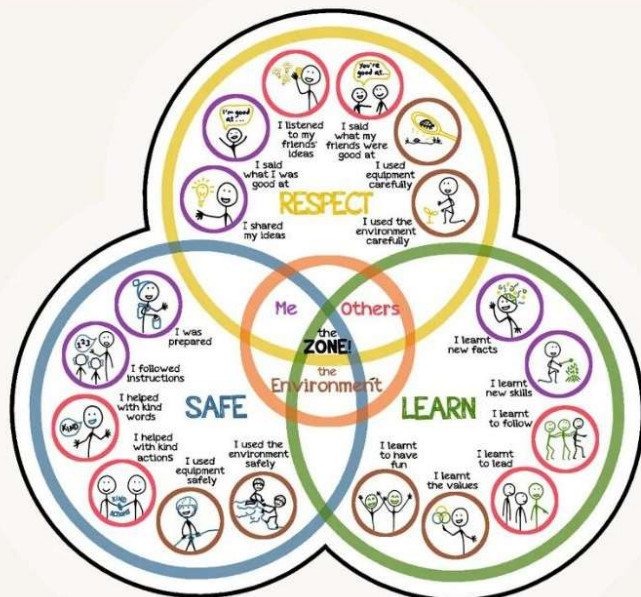 You're
good at...
I'm good
at...
I listened
to my
friends'
ideas
I said
what my
friends were
good at
I said
what I was
good at
I used
equipment
carefully
RESPECT
I shared
my ideas
I used the
environment
carefully
Me
Others
the
ZONE!
the
Environment
I was
prepared
123
I followed
instructions
SAFE
KIND
I helped
with kind
words
I helped
with kind
actions
KIND
ACTIONS
I used
equipment
safely
I used the
environment
safely
LEARN
I learnt
new facts
I learnt
new skills
I learnt
to follow
I learnt
to lead
I learnt
to have
fun
I learnt
the values